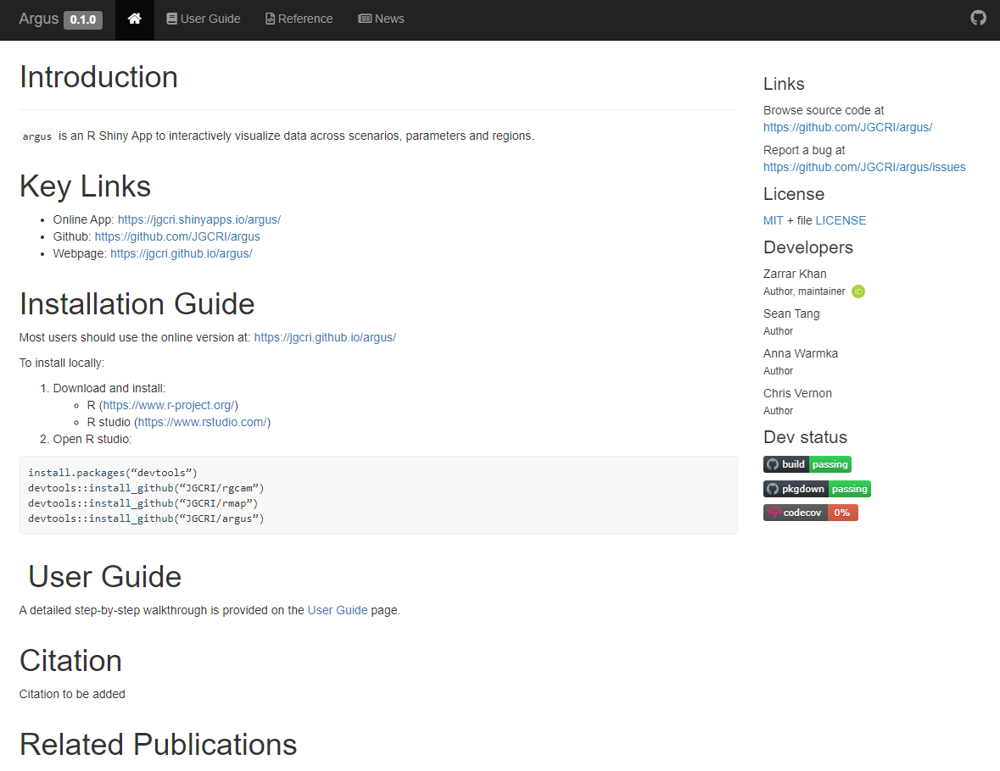 Argus 0.1.0 User Guide Reference News
Introduction
argus is an R Shiny App to interactively visualize data across scenarios, parameters and regions.
Key Links
• Online App: https://jgcri.shinyapps.io/argus/
• Github: https://github.com/JGCRI/argus
• Webpage: https://jgcri.github.io/argus/
Installation Guide
Most users should use the online version at: https://jgcri.github.io/argus/
To install locally:
1. Download and install:
◦ R (https://www.r-project.org/)
◦ R studio (https://www.rstudio.com/)
2. Open R studio:
install.packages(“devtools”)
devtools::install_github(“JGCRI/rgcam”)
devtools::install_github(“JGCRI/rmap”)
devtools::install_github(“JGCRI/argus”)
User Guide
A detailed step-by-step walkthrough is provided on the User Guide page.
Citation
Citation to be added
Related Publications
Links
Browse source code at
https://github.com/JGCRI/argus/
Report a bug at
https://github.com/JGCRI/argus/issues
License
MIT + file LICENSE
Developers
Zarrar Khan
Author, maintainer iD
Sean Tang
Author
Anna Warmka
Author
Chris Vernon
Author
Dev status
build passing
pkgdown passing
codecov 0%